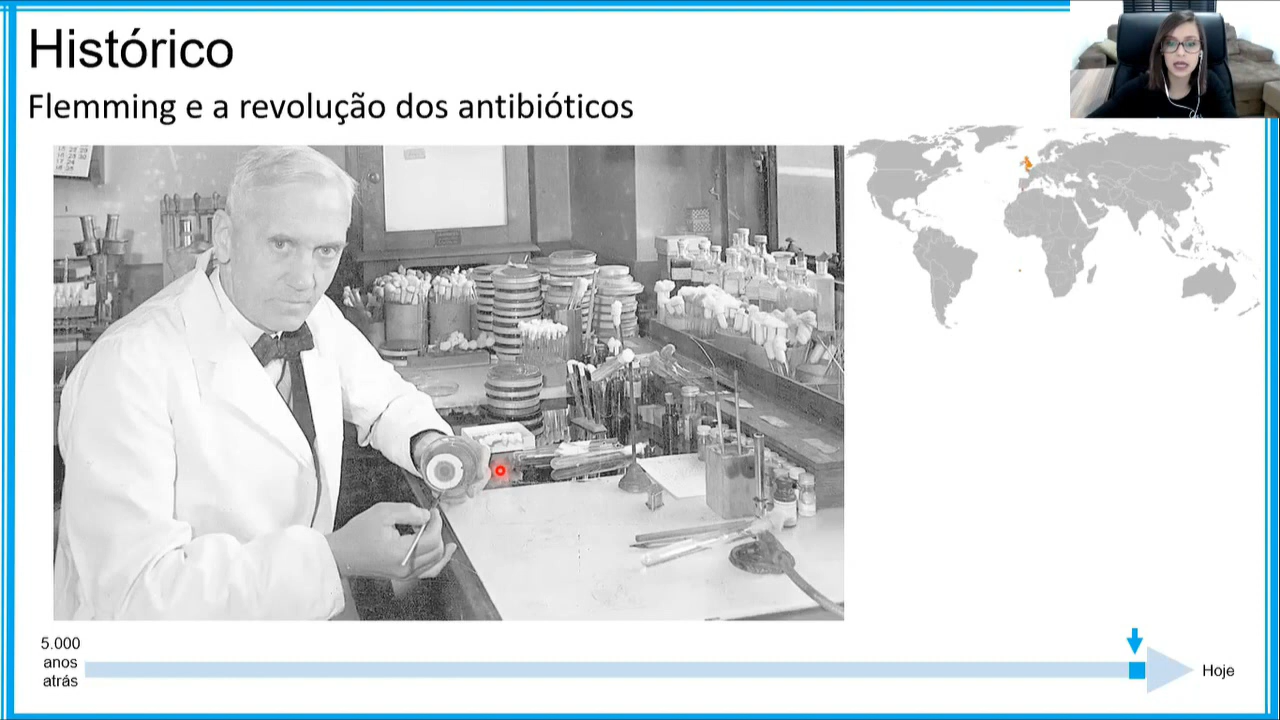 Histórico
Flemming e a revolução dos antibióticos
5.000
anos
atrás
Hoje